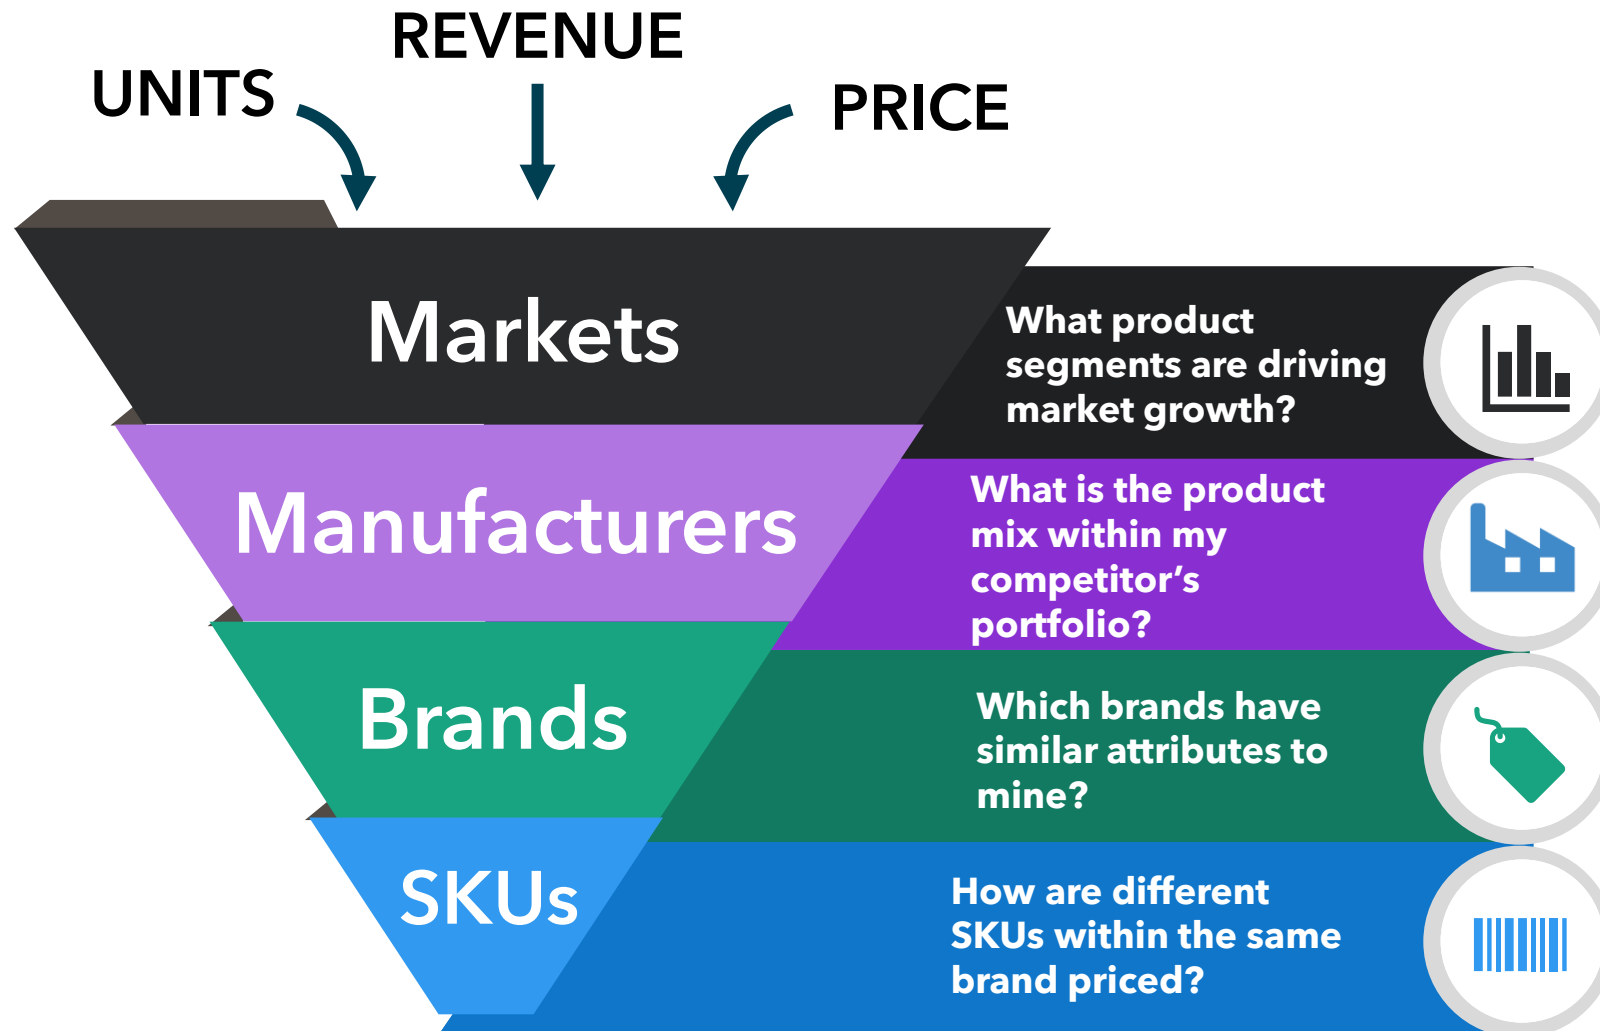 REVENUE
UNITS
PRICE
Markets
What product
segments are driving
market growth?
Manufacturers
What is the product
mix within my
competitor’s
portfolio?
Brands
Which brands have
similar attributes to
mine?
SKUs
How are different
SKUs within the same
brand priced?